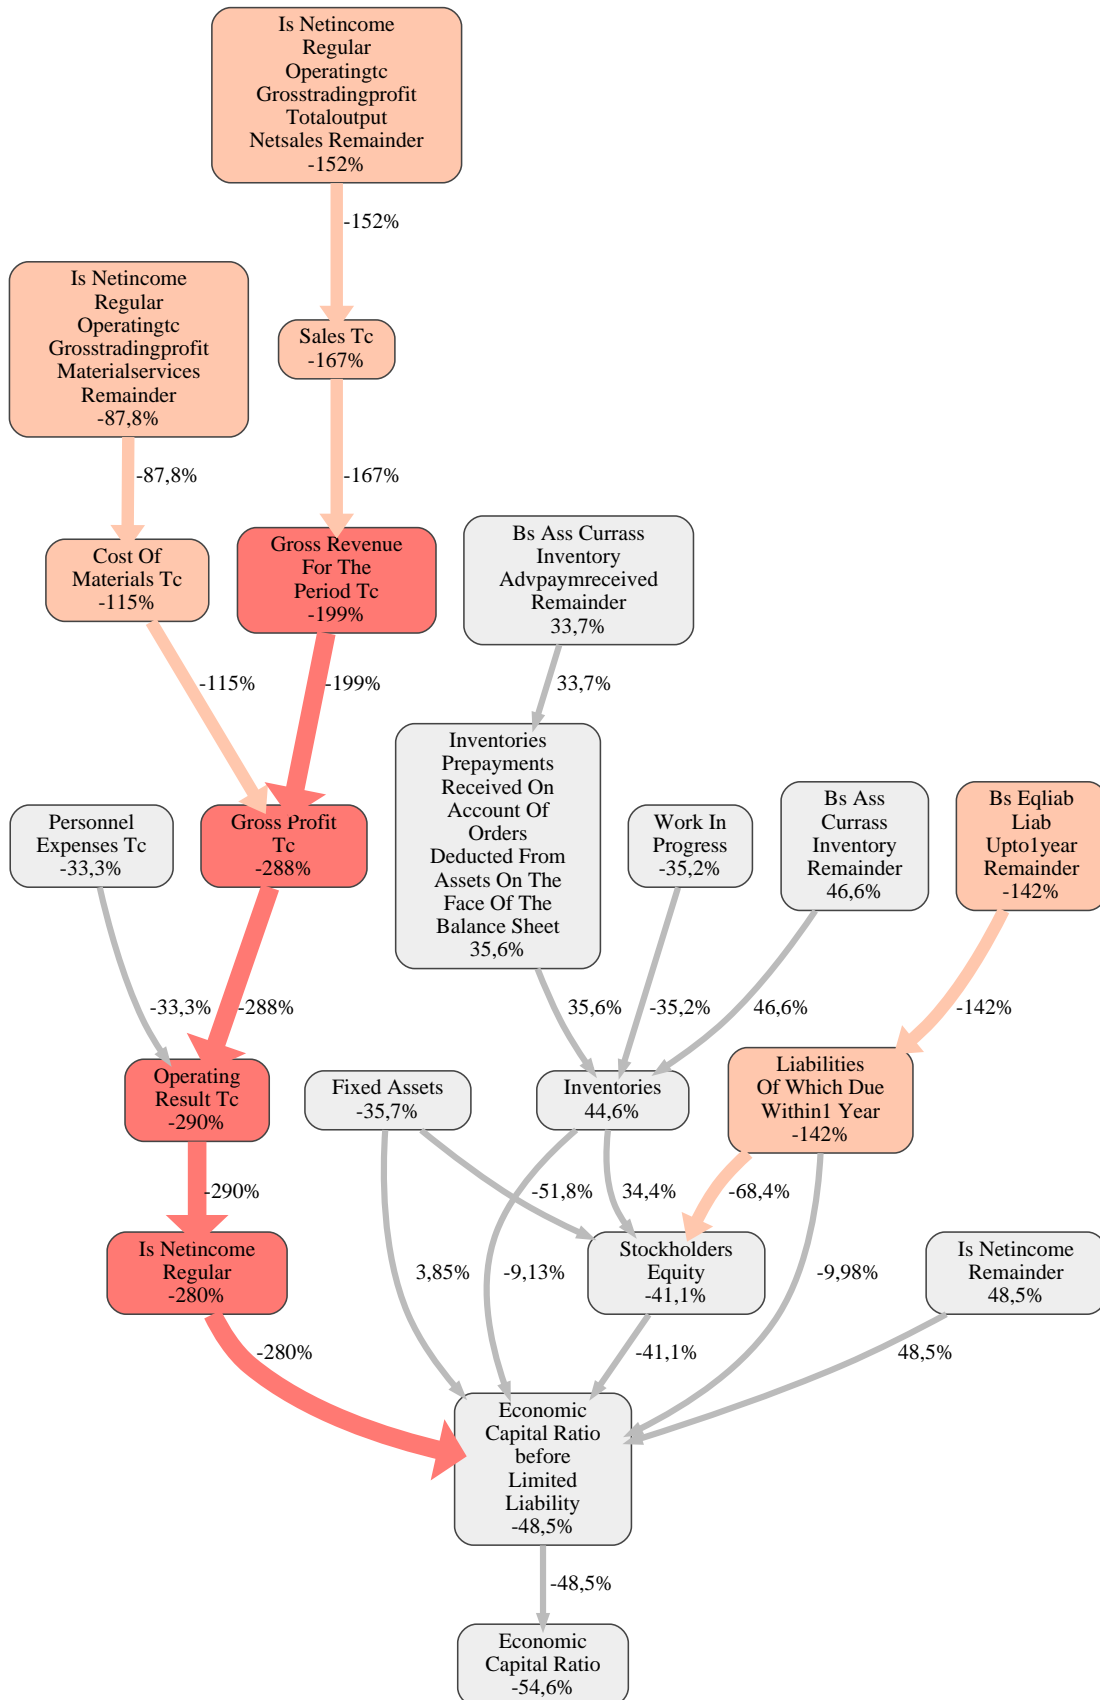 Is Netincome
Regular
Operatingtc
Grosstradingprofit
Totaloutput
Netsales Remainder
-152%
-152%
Is Netincome
Regular
Operatingtc
Grosstradingprofit
Materialservices
Remainder
-87,8%
Sales Tc
-167%
-87,8%
-167%
Cost Of
Materials Tc
-115%
Gross Revenue
For The
Period Tc
-199%
Bs Ass Currass
Inventory
Advpaymreceived
Remainder
33,7%
-115%
-199%
33,7%
Inventories
Prepayments
Received On
Account Of
Orders
Deducted From
Assets On The
Face Of The
Balance Sheet
35,6%
Personnel
Expenses Tc
-33,3%
Gross Profit
Tc
-288%
Work In
Progress
-35,2%
Bs Ass
Currass
Inventory
Remainder
46,6%
Bs Eqliab
Liab
Upto1year
Remainder
-142%
-33,3%
-288%
35,6%
-35,2%
46,6%
-142%
Operating
Result Tc
-290%
Fixed Assets
-35,7%
Inventories
44,6%
Liabilities
Of Which Due
Within1 Year
-142%
-290%
-51,8%
34,4%
-68,4%
Is Netincome
Regular
-280%
3,85%
-9,13%
Stockholders
Equity
-41,1%
-9,98%
Is Netincome
Remainder
48,5%
-280%
-41,1%
48,5%
Economic
Capital Ratio
before
Limited
Liability
-48,5%
-48,5%
Economic
Capital Ratio
-54,6%